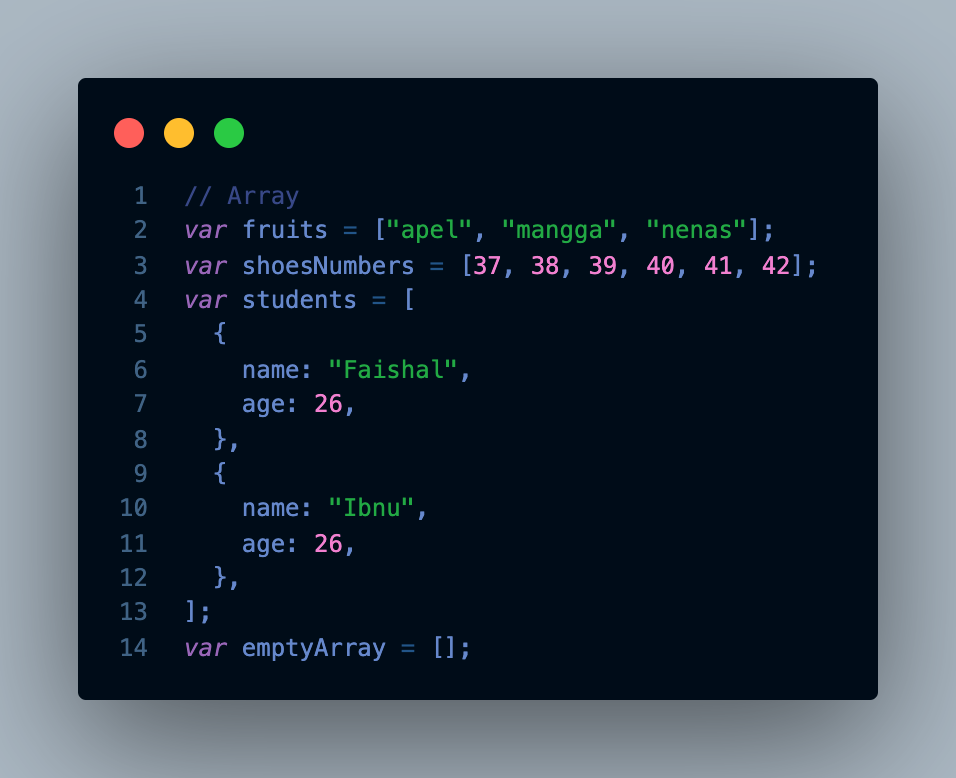 1 // Array
2 var fruits = ["apel", "mangga", "nenas"];
3 var shoesNumbers = [37, 38, 39, 40, 41, 42];
4 var students = [
5   {
6     name: "Faishal",
7     age: 26,
8   },
9   {
10     name: "Ibnu",
11     age: 26,
12   },
13 ];
14 var emptyArray = [];